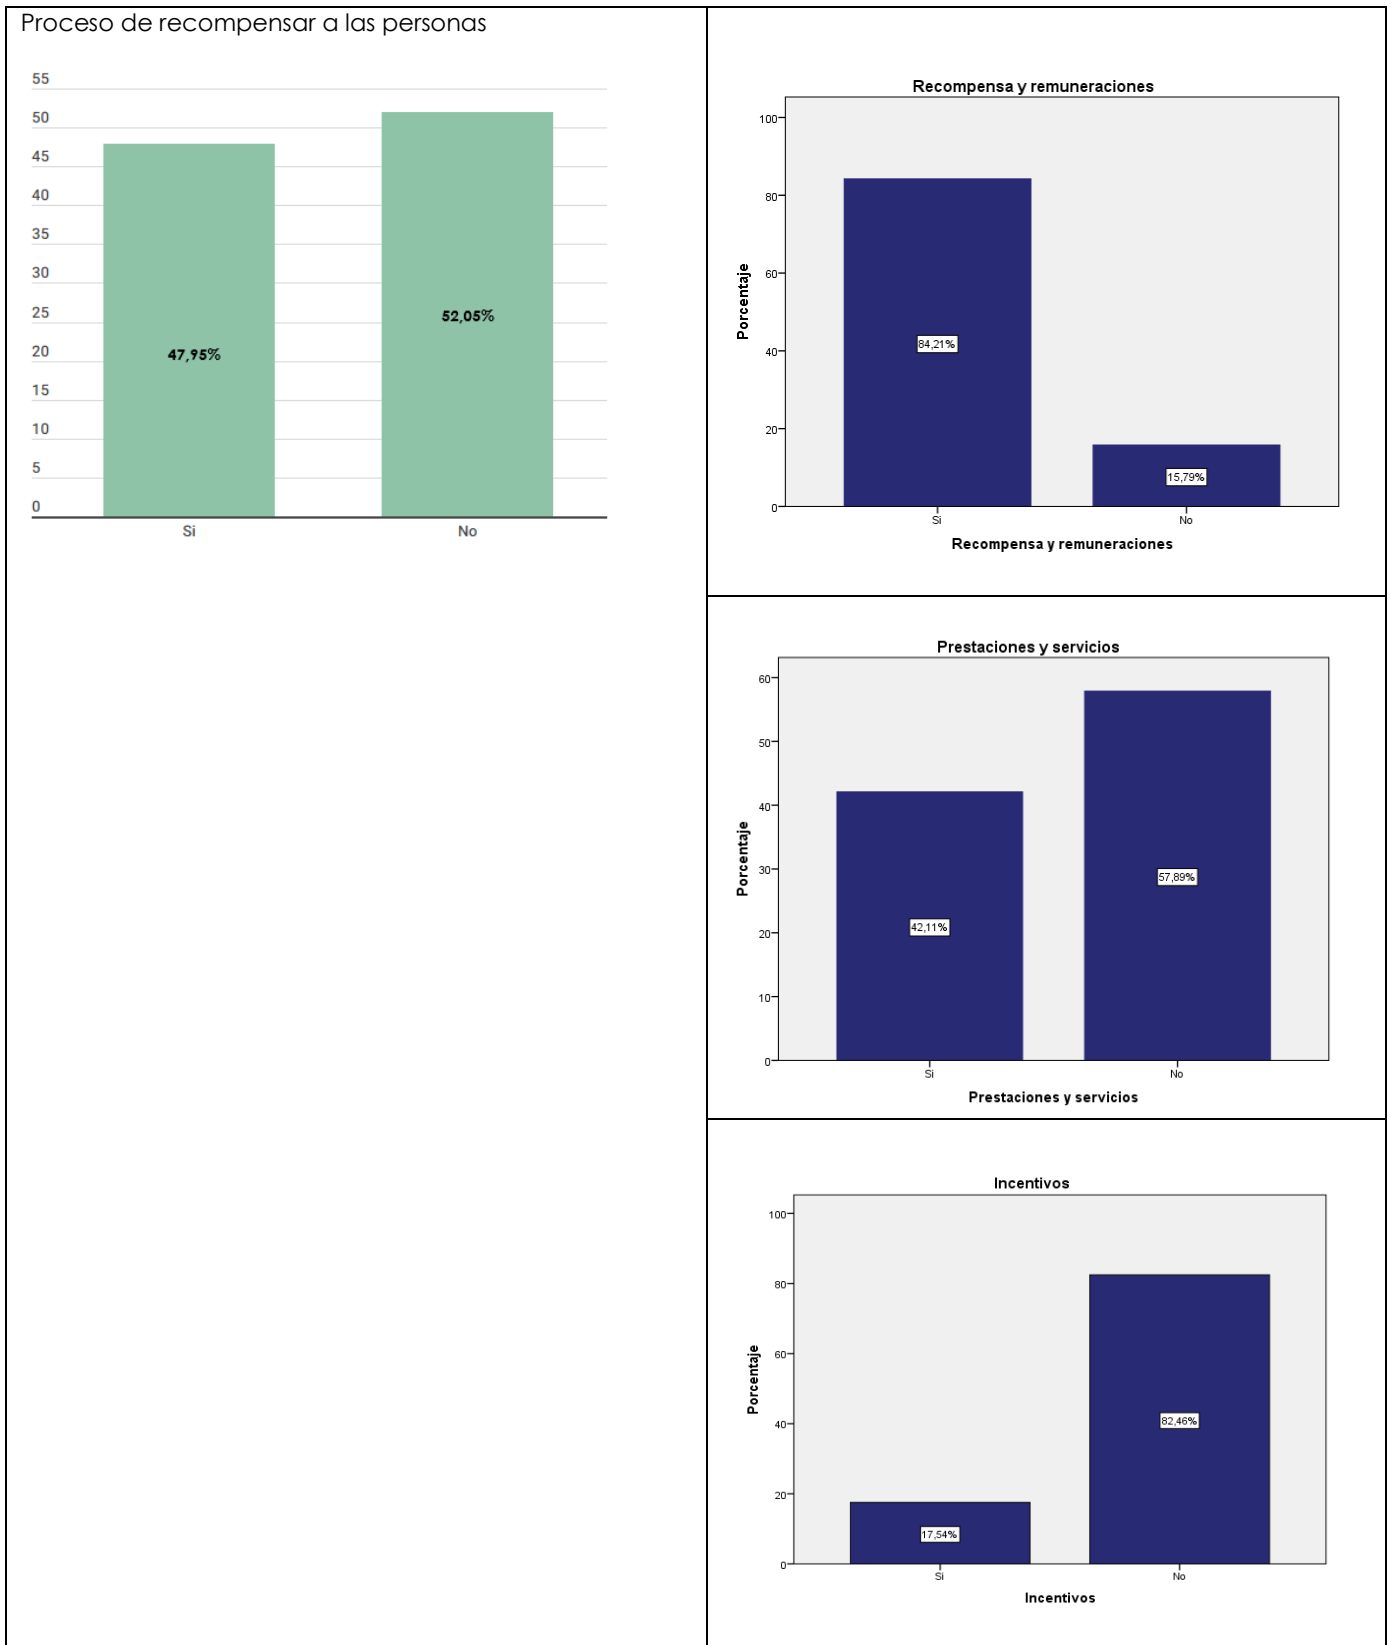 Proceso de recompensar a las personas
55
50
45
40
35
30
25
20
15
10
5
0
47,95%
52,05%
Si
No
Recompensa y remuneraciones
Porcentaje
100
80
60
40
20
0
84,21%
15,79%
Si
No
Recompensa y remuneraciones
Prestaciones y servicios
Porcentaje
60
50
40
30
20
10
0
42,11%
57,89%
Si
No
Prestaciones y servicios
Incentivos
Porcentaje
100
80
60
40
20
0
17,54%
82,46%
Si
No
Incentivos